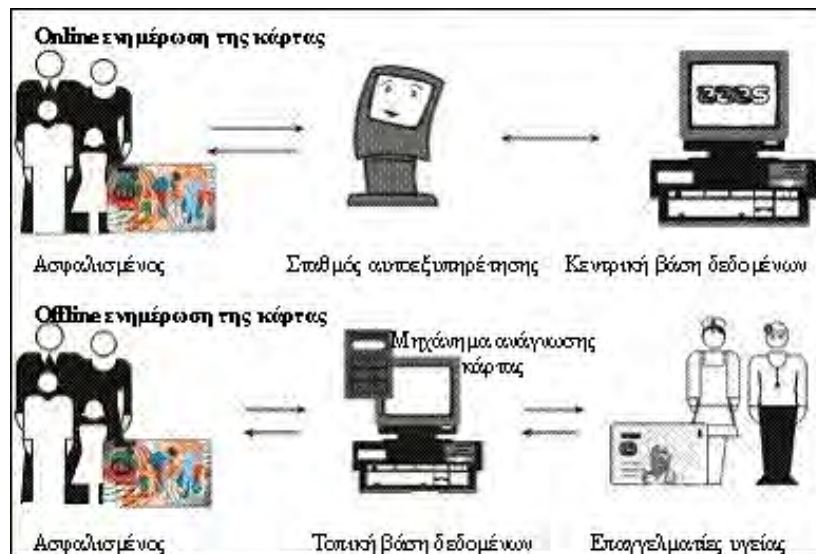 Online ενημέρωση της κάρτας
Ασφαλισμένος Σταθμός αυτοεξυπηρέτησης Κεντρική βάση δεδομένων
Offline ενημέρωση της κάρτας
Μηχάνημα ανάγνωσης
κάρτας
Ασφαλισμένος Τοπική βάση δεδομένων Επαγγελματίες υγείας